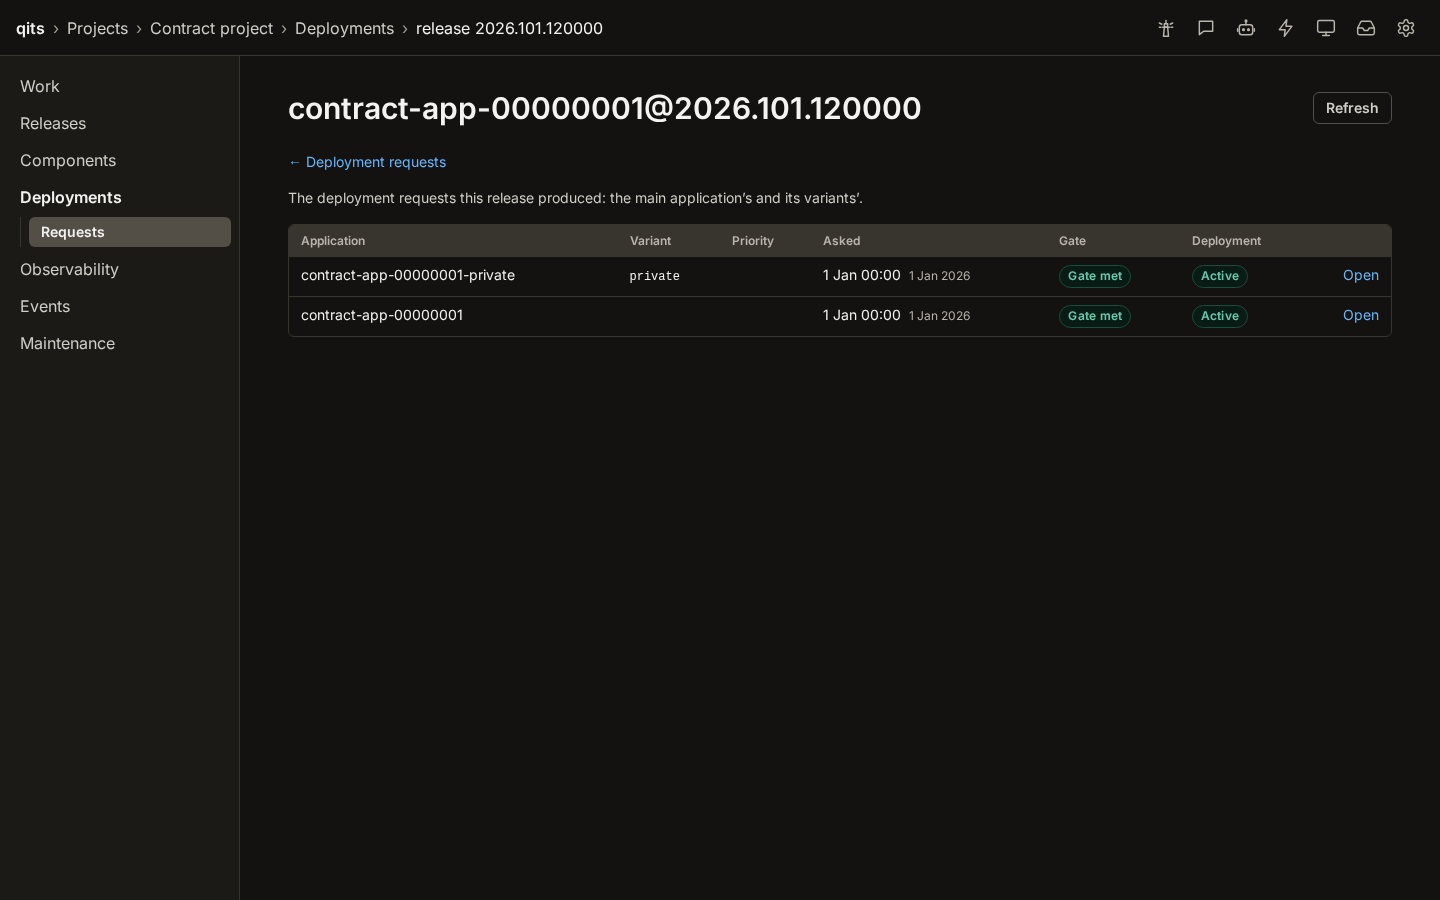 qits › Projects › Contract project › Deployments › release 2026.101.120000
Work
Releases
Components
Deployments
Requests
Observability
Events
Maintenance
contract-app-00000001@2026.101.120000
Refresh
← Deployment requests
The deployment requests this release produced: the main application’s and its variants’.
Application Variant Priority Asked Gate Deployment
contract-app-00000001-private private 1 Jan 00:00 1 Jan 2026 Gate met Active Open
contract-app-00000001 1 Jan 00:00 1 Jan 2026 Gate met Active Open